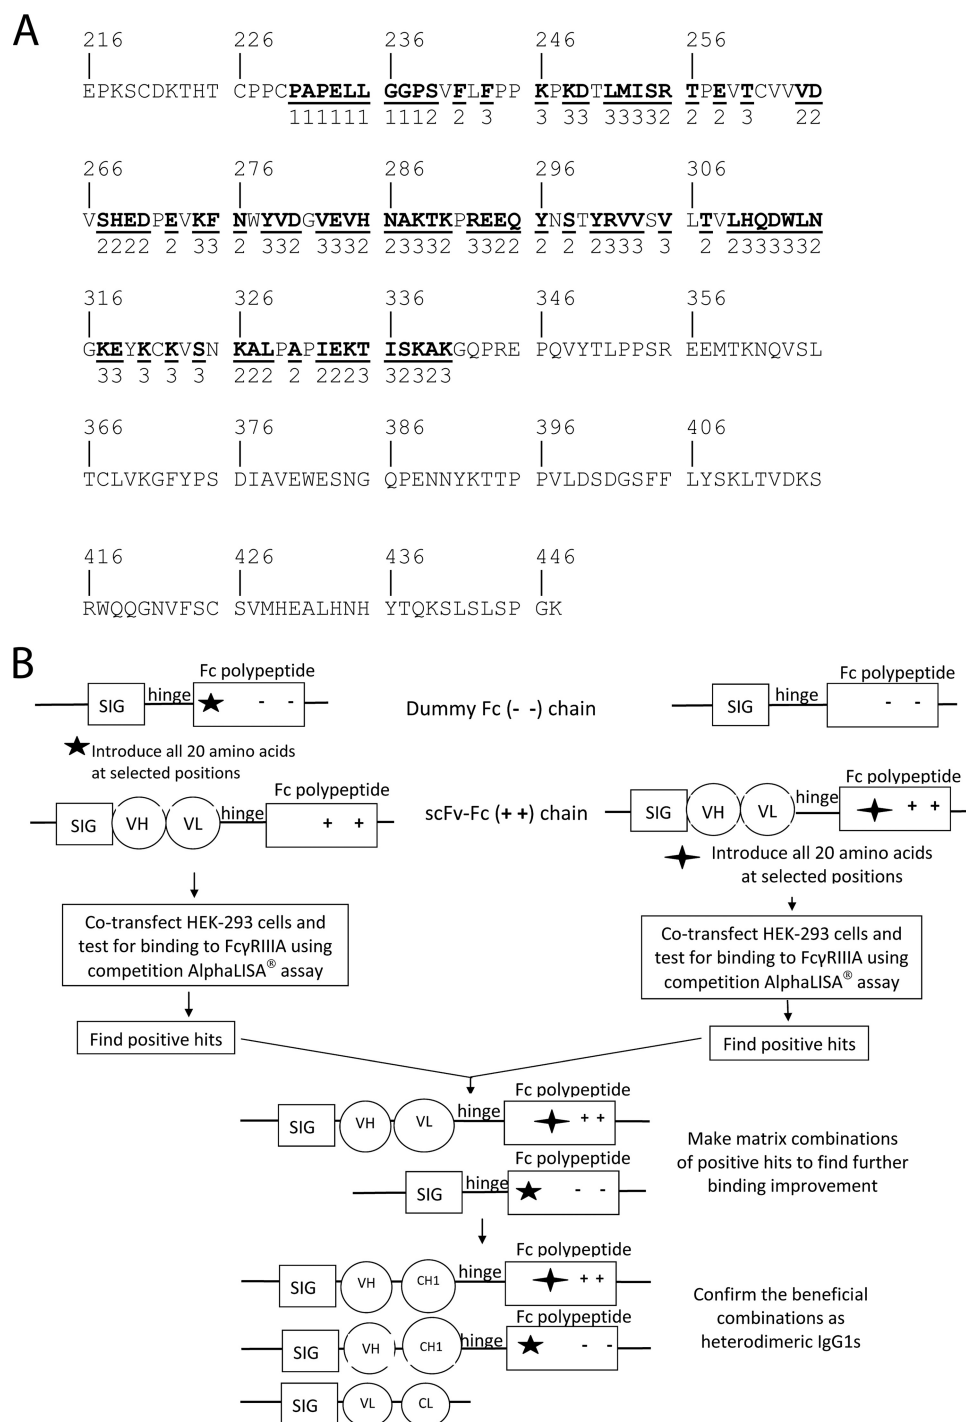 A
216 226 236 246 256
EPKSCDKTHT CPPCPAPELL GGPSVFLFPP KPKDTLMISR TPEVTCVVVD
111111 1112 2 3 3 33 33332 2 2 3 22
266 276 286 296 306
VSHEDPEVKF NWYVDGVEVH NAKTKPREEQ YNSTYRVVSV LTVLHQDWLN
2222 2 33 2 332 3332 23332 3322 2 2 2333 3 2 2333332
316 326 336 346 356
GKEYKCKVSN KALPAPIEKT ISKAKGQPRE PQVYTLPPSR EEMTKNQVSL
33 3 3 3 222 2 2223 32323
366 376 386 396 406
TCLVKGFYPS DIAVEWESNG QPENNYKTTP PVLDSDGSFF LYSKLTVDKS
416 426 436 446
RWQQGNVFSC SVMHEALHNH YTQKSLSLSP GK
B
Fc polypeptide
SIG hinge - -
Dummy Fc (- -) chain
Fc polypeptide
SIG hinge - -
Introduce all 20 amino acids
at selected positions
Fc polypeptide
SIG VH VL hinge + +
scFv-Fc (+ +) chain
Fc polypeptide
SIG VH VL hinge + +
Introduce all 20 amino acids
at selected positions
Co-transfect HEK-293 cells and
test for binding to FcγRIIIA using
competition AlphaLISA® assay
Co-transfect HEK-293 cells and
test for binding to FcγRIIIA using
competition AlphaLISA® assay
Find positive hits
Find positive hits
Fc polypeptide
SIG VH VL hinge + +
Fc polypeptide
SIG hinge - -
Make matrix combinations
of positive hits to find further
binding improvement
Fc polypeptide
SIG VH CH1 hinge + +
Fc polypeptide
SIG VH CH1 hinge - -
SIG VL CL
Confirm the beneficial
combinations as
heterodimeric IgG1s